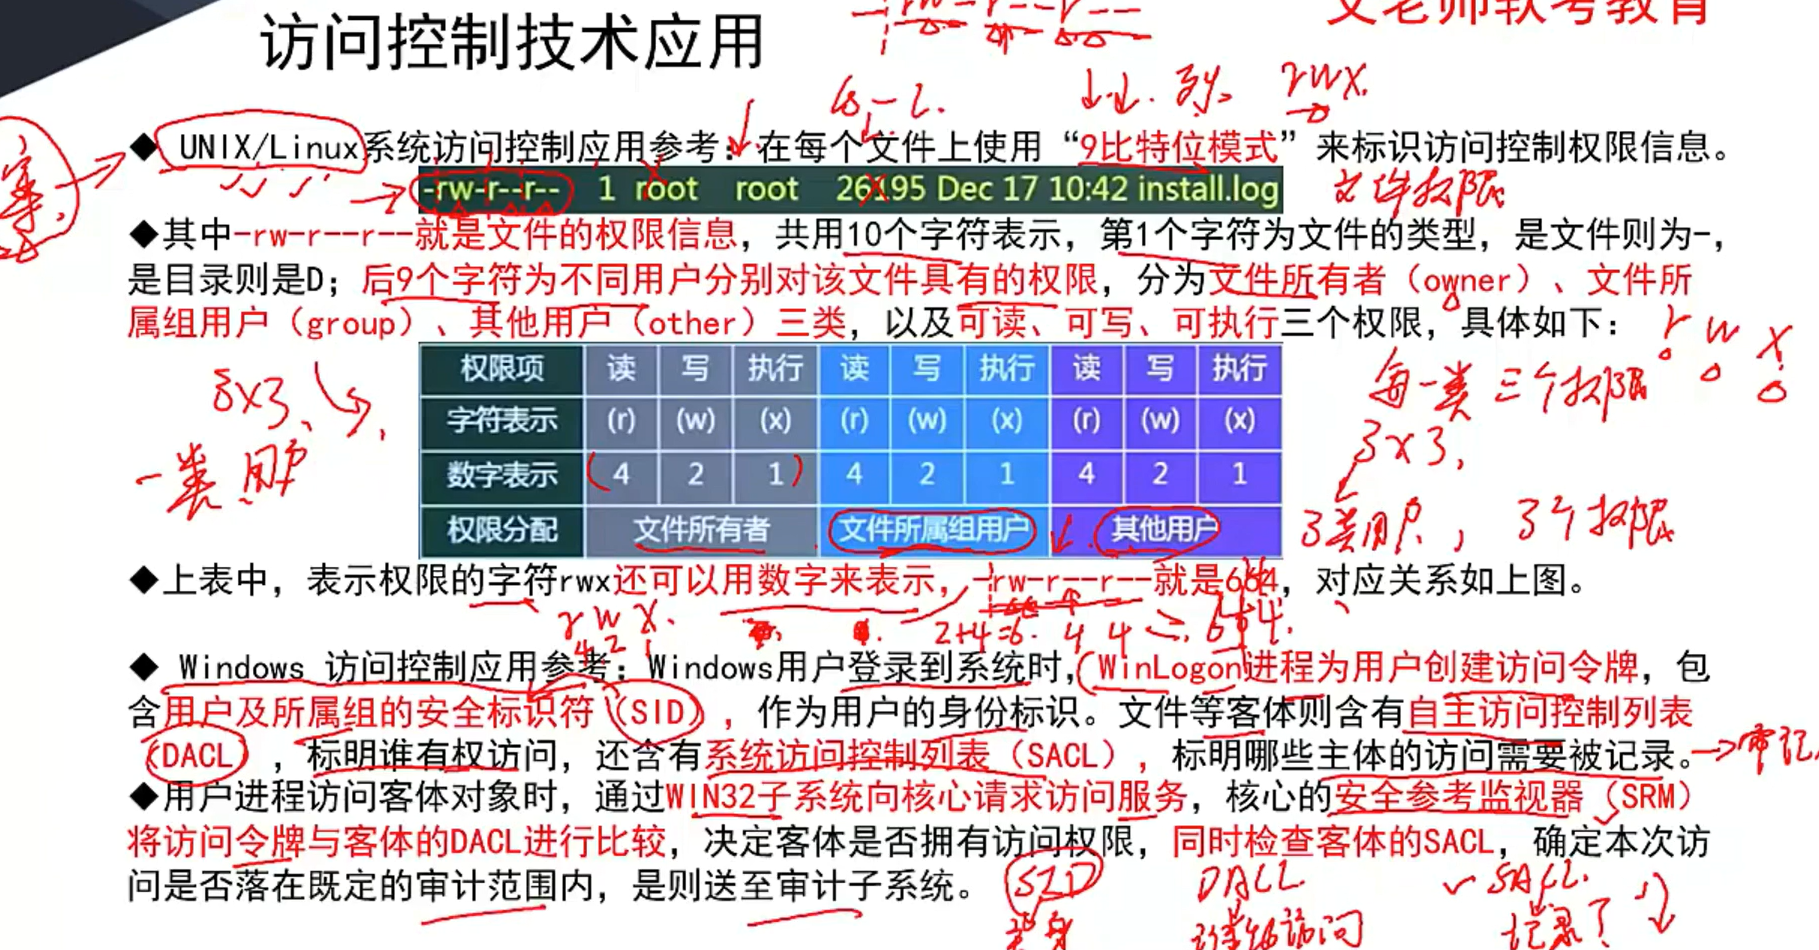 访问控制技术应用
文老师软考教育
ls -l
rwx
◆ UNIX/Linux系统访问控制应用参考：在每个文件上使用“9比特位模式”来标识访问控制权限信息。
-rw-r--r-- 1 root root 26195 Dec 17 10:42 install.log
文件权限
◆其中-rw-r--r--就是文件的权限信息，共用10个字符表示，第1个字符为文件的类型，是文件则为-，
是目录则是D；后9个字符为不同用户分别对该文件具有的权限，分为文件所有者（owner）、文件所
属组用户（group）、其他用户（other）三类，以及可读、可写、可执行三个权限，具体如下：
r w x
每一类 三个权限
3×3
一类用户
3类用户，3个权限
权限项 读 写 执行 读 写 执行 读 写 执行
字符表示 (r) (w) (x) (r) (w) (x) (r) (w) (x)
数字表示 4 2 1 4 2 1 4 2 1
权限分配 文件所有者 文件所属组用户 其他用户
◆上表中，表示权限的字符rwx还可以用数字来表示，-rw-r--r--就是664，对应关系如上图。
r w x
4 2 1
2+4=6 4 4
◆ Windows 访问控制应用参考：Windows用户登录到系统时，WinLogon进程为用户创建访问令牌，包
含用户及所属组的安全标识符（SID），作为用户的身份标识。文件等客体则含有自主访问控制列表
（DACL），标明谁有权访问，还含有系统访问控制列表（SACL），标明哪些主体的访问需要被记录。
◆用户进程访问客体对象时，通过WIN32子系统向核心请求访问服务，核心的安全参考监视器（SRM）
将访问令牌与客体的DACL进行比较，决定客体是否拥有访问权限，同时检查客体的SACL，确定本次访
问是否落在既定的审计范围内，是则送至审计子系统。
SID DACL SACL
记录？